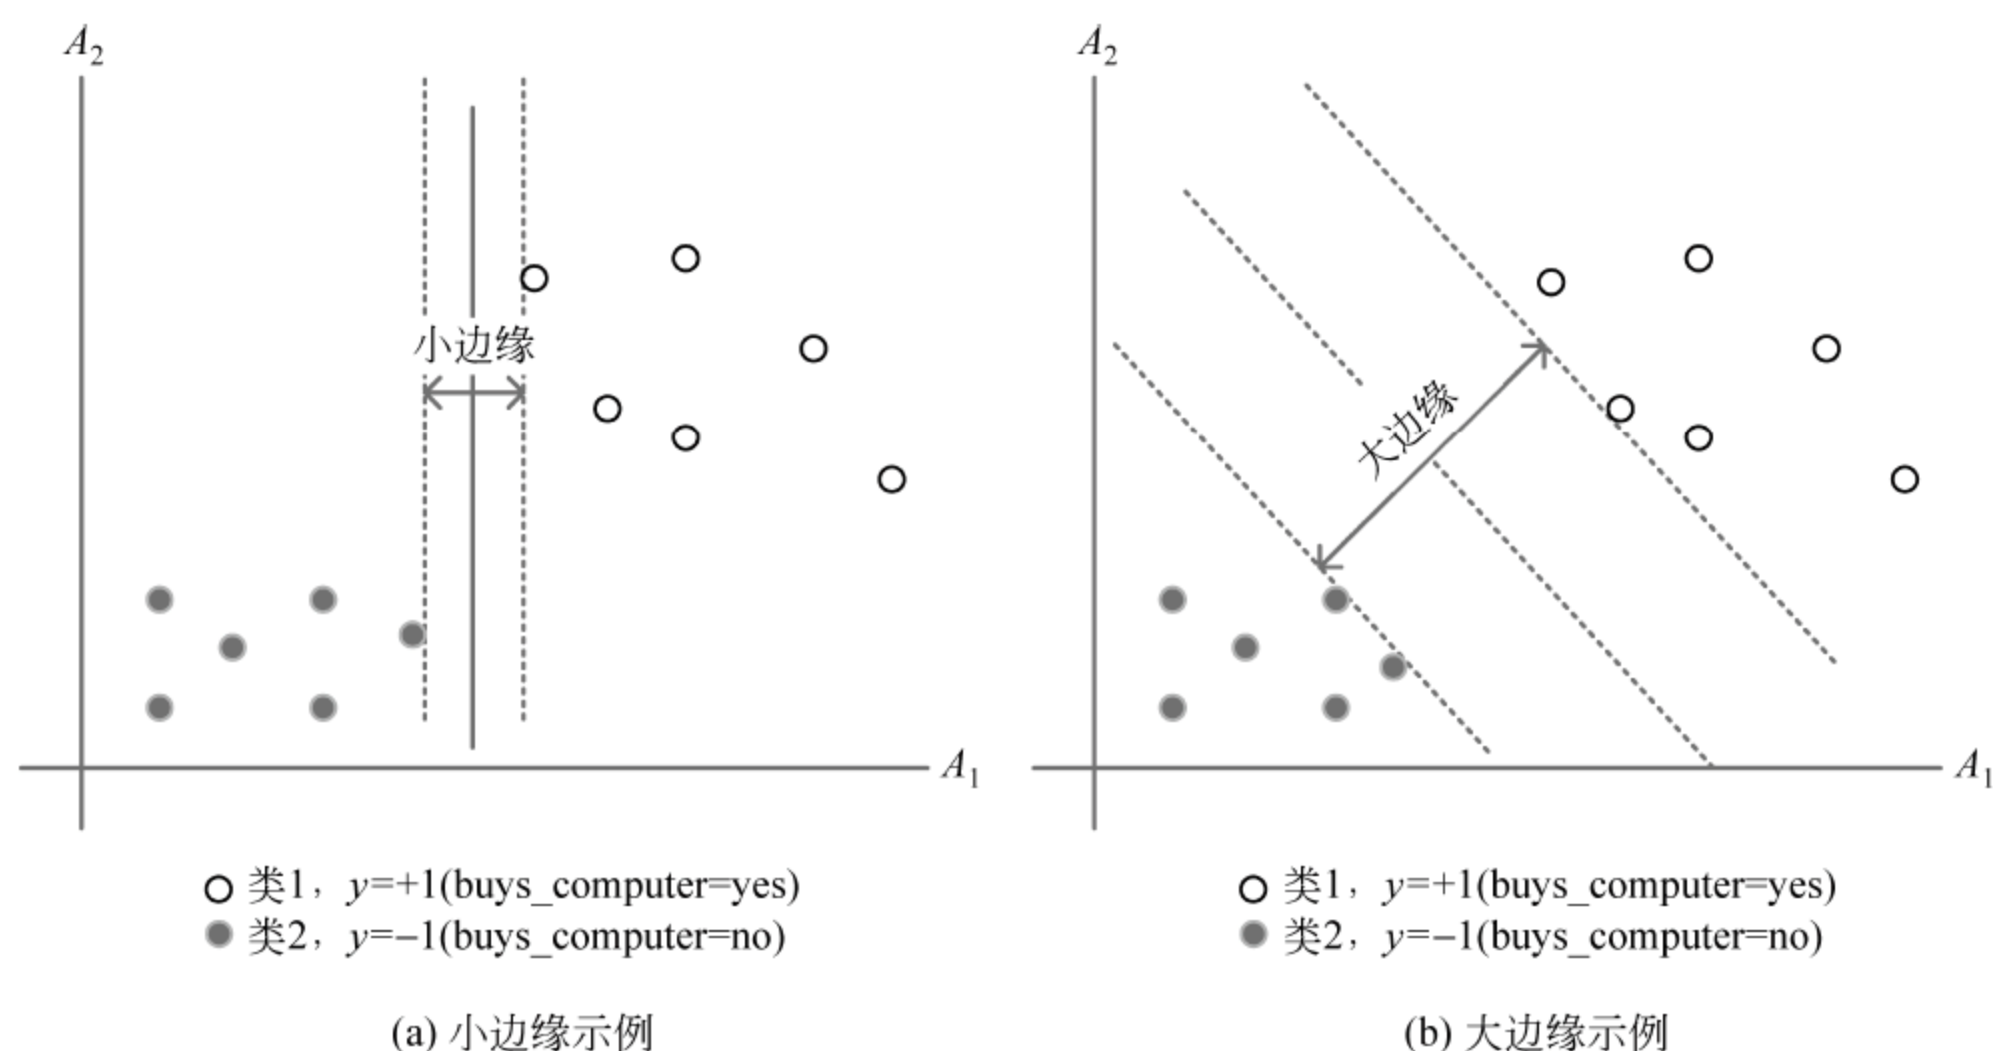 A₂
小边缘
A₁
类1，y=+1(buys_computer=yes)
类2，y=−1(buys_computer=no)
(a) 小边缘示例
A₂
大边缘
A₁
类1，y=+1(buys_computer=yes)
类2，y=−1(buys_computer=no)
(b) 大边缘示例